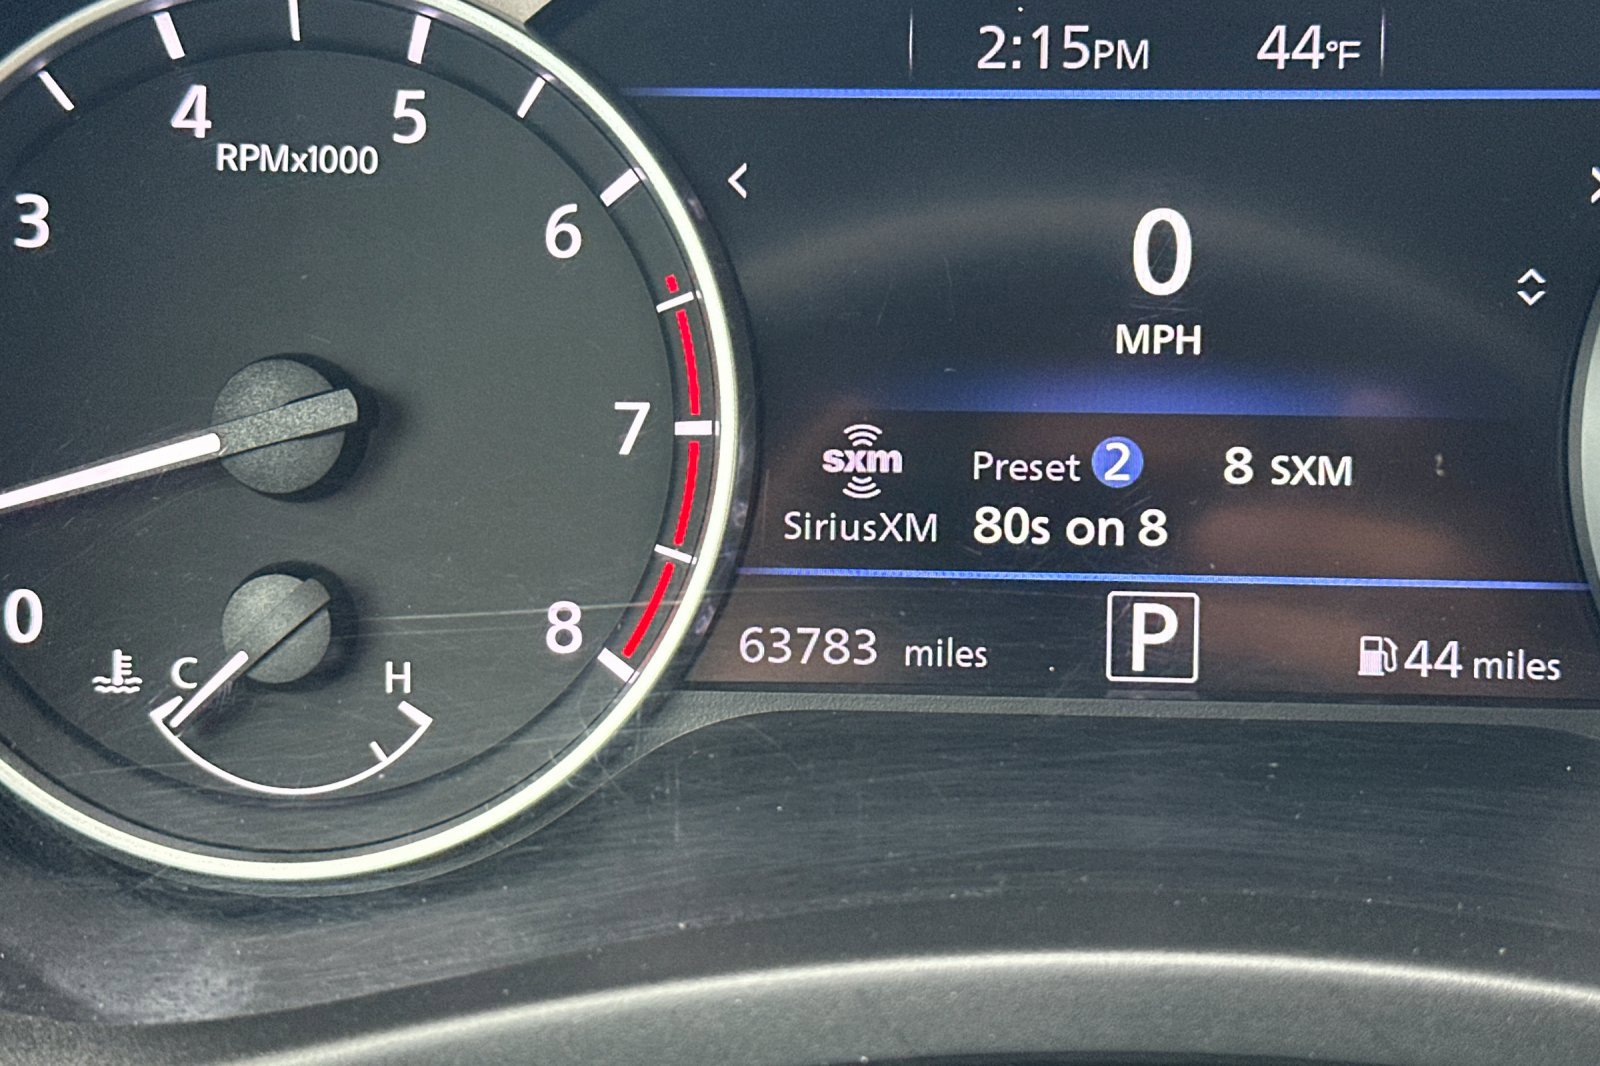 2:15PM 44°F
4 5
RPMx1000
3 6
0
MPH
7
sxm Preset 2 8 SXM
SiriusXM 80s on 8
0 8
C H
63783 miles P 44 miles